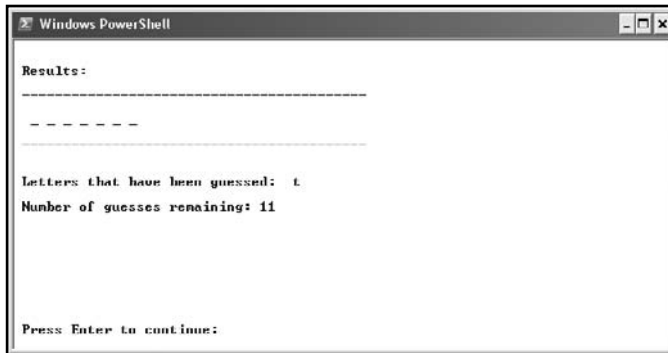 Windows PowerShell
Results:
------------------------------------------
_ _ _ _ _ _ _
------------------------------------------
Letters that have been guessed: t
Number of guesses remaining: 11
Press Enter to continue: